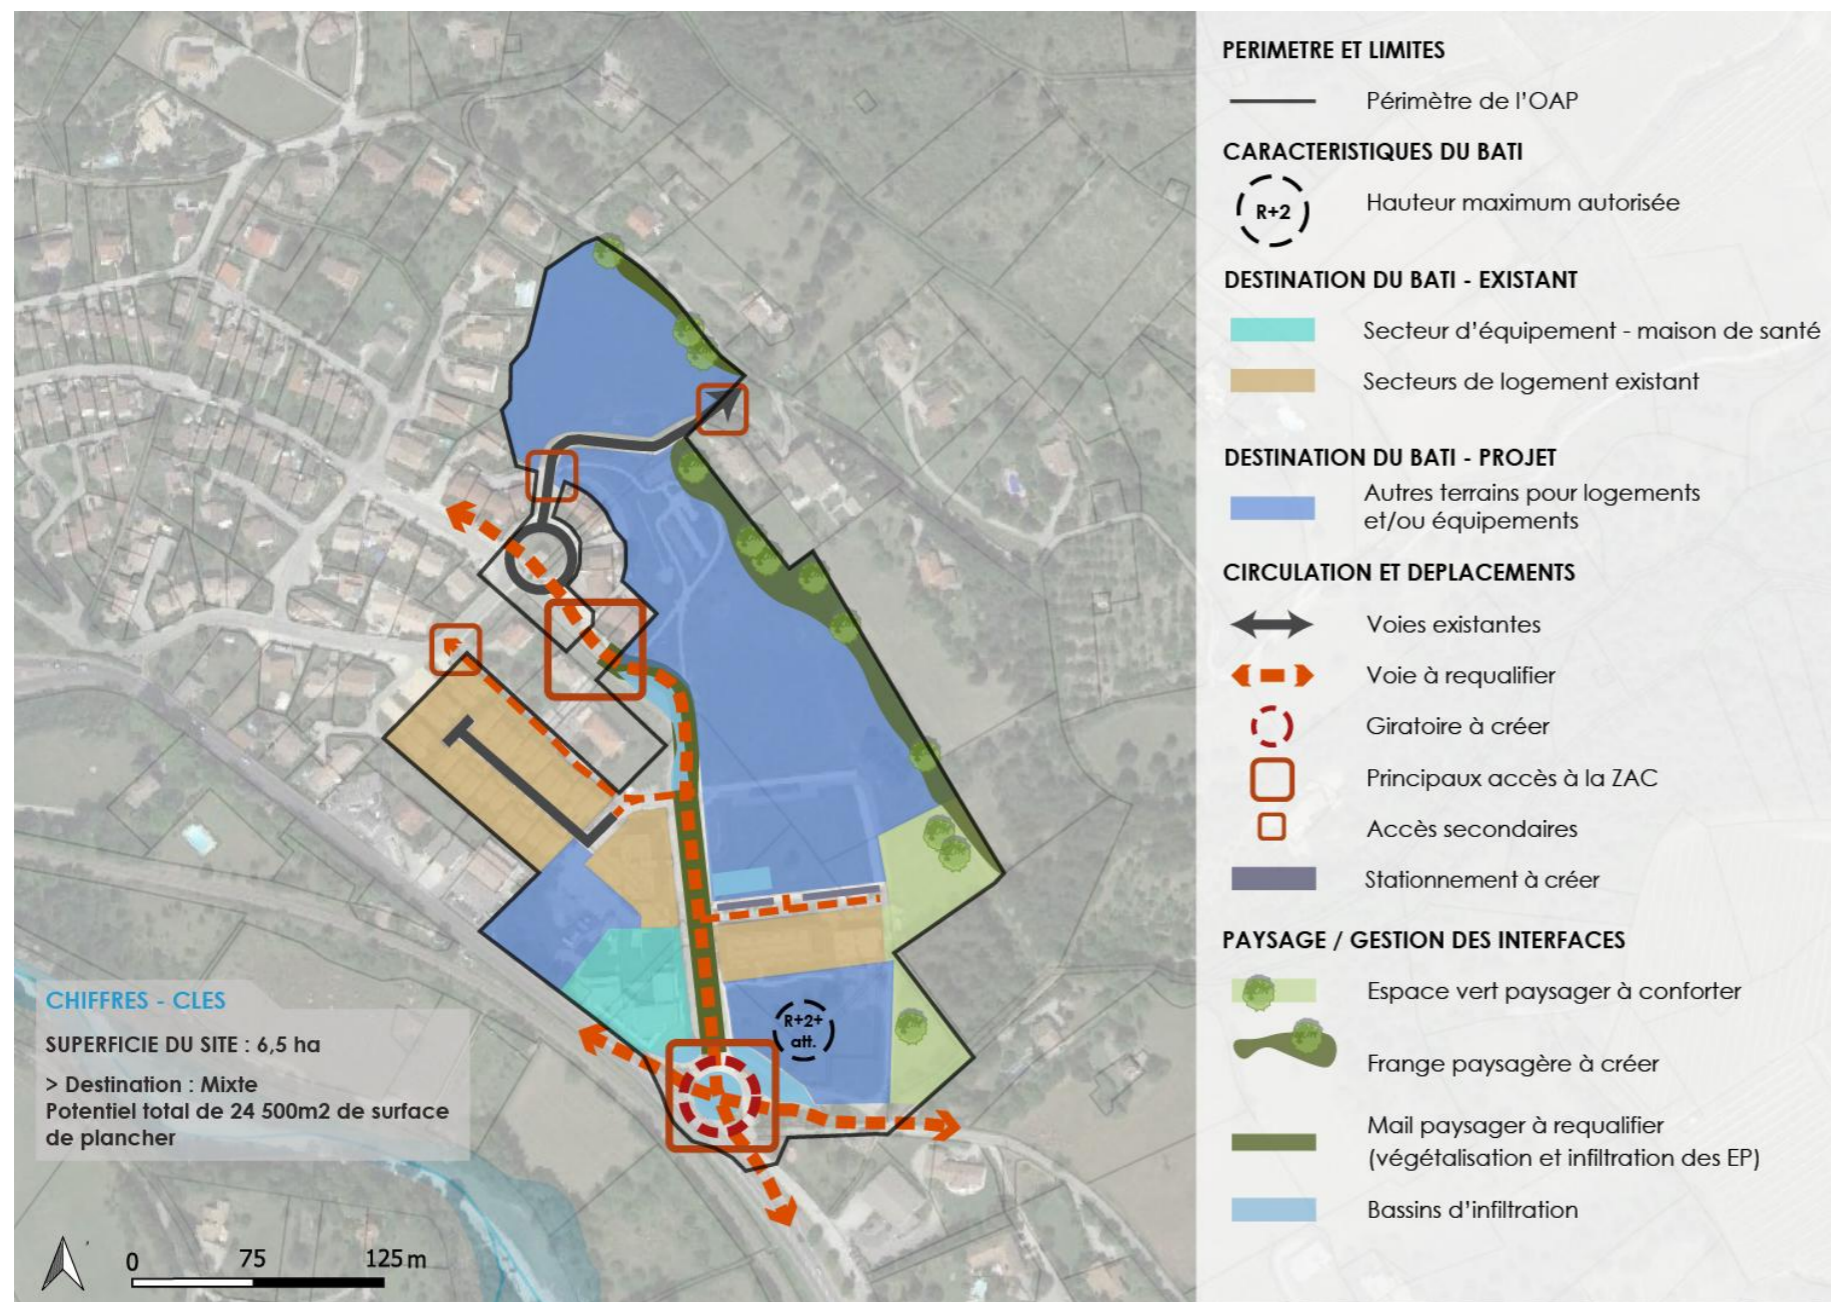 PERIMETRE ET LIMITES
Périmètre de l'OAP
CARACTERISTIQUES DU BATI
R+2
Hauteur maximum autorisée
DESTINATION DU BATI - EXISTANT
Secteur d'équipement - maison de santé
Secteurs de logement existant
DESTINATION DU BATI - PROJET
Autres terrains pour logements
et/ou équipements
CIRCULATION ET DEPLACEMENTS
Voies existantes
Voie à requalifier
Giratoire à créer
Principaux accès à la ZAC
Accès secondaires
Stationnement à créer
PAYSAGE / GESTION DES INTERFACES
Espace vert paysager à conforter
Frange paysagère à créer
Mail paysager à requalifier
(végétalisation et infiltration des EP)
Bassins d'infiltration
R+2+
att.
CHIFFRES - CLES
SUPERFICIE DU SITE : 6,5 ha
> Destination : Mixte
Potentiel total de 24 500m2 de surface
de plancher
0 75 125 m